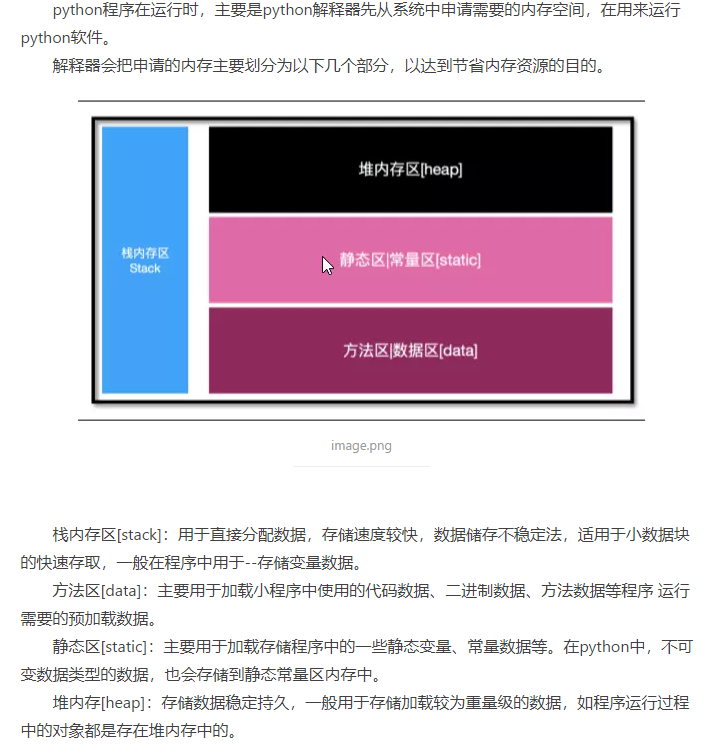 python程序在运行时，主要是python解释器先从系统中申请需要的内存空间，在用来运行
python软件。
解释器会把申请的内存主要划分为以下几个部分，以达到节省内存资源的目的。
堆内存区[heap]
栈内存区
Stack
静态区|常量区[static]
方法区|数据区[data]
image.png
栈内存区[stack]：用于直接分配数据，存储速度较快，数据储存不稳定法，适用于小数据块
的快速存取，一般在程序中用于--存储变量数据。
方法区[data]：主要用于加载小程序中使用的代码数据、二进制数据、方法数据等程序 运行
需要的预加载数据。
静态区[static]：主要用于加载存储程序中的一些静态变量、常量数据等。在python中，不可
变数据类型的数据，也会存储到静态常量区内存中。
堆内存[heap]：存储数据稳定持久，一般用于存储加载较为重量级的数据，如程序运行过程
中的对象都是存在堆内存中的。